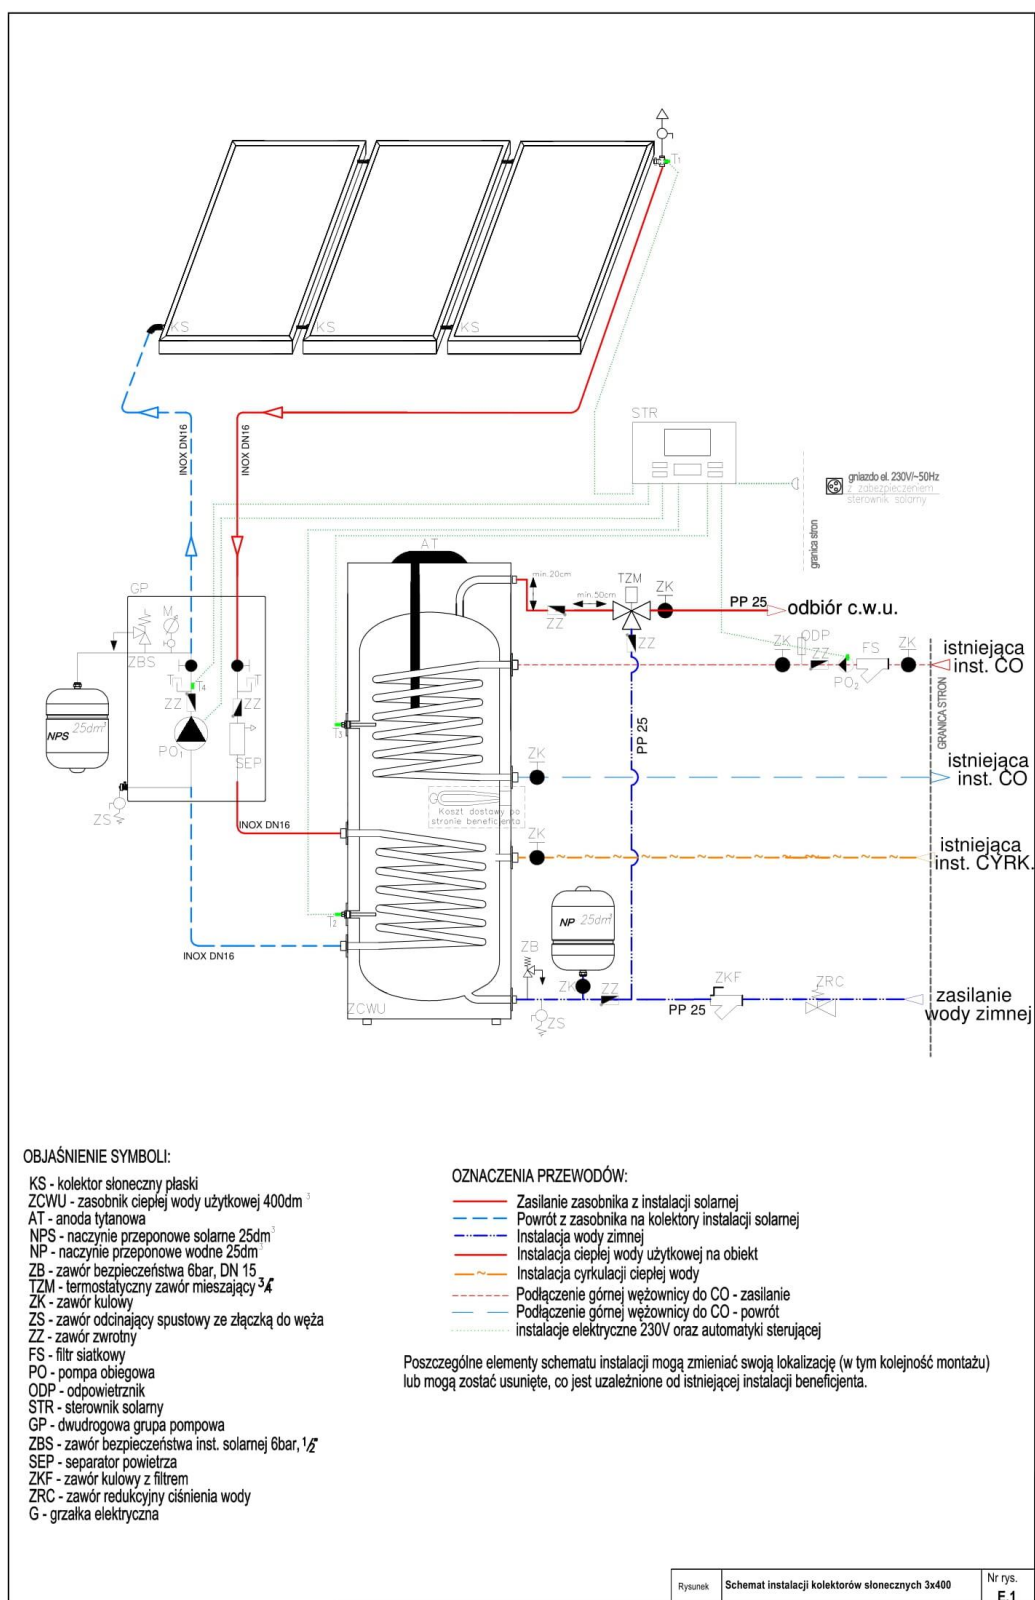 T1
KS
KS
KS
INOX DN16
INOX DN16
STR
gniazdo el. 230V/~50Hz
z zabezpieczeniem
sterownik solarny
granica stron
AT
GP
min.20cm
min.50cm
TZM
ZK
PP 25
odbiór c.w.u.
ZZ
ZZ
M
ZBS
T
T
T4
ZZ
ZZ
PO1
SEP
NPS
25dm³
ZS
ODP
ZK
ZZ
PO2
FS
ZK
istniejąca
inst. CO
GRANICA STRON
T3
PP 25
ZK
istniejąca
inst. CO
G
Koszt dostawy po
stronie beneficjenta
INOX DN16
ZK
istniejąca
inst. CYRK.
T2
INOX DN16
NP 25dm³
ZB
ZK
ZZ
ZS
PP 25
ZKF
ZRC
zasilanie
wody zimnej
ZCWU
OBJAŚNIENIE SYMBOLI:
KS - kolektor słoneczny płaski
ZCWU - zasobnik ciepłej wody użytkowej 400dm³
AT - anoda tytanowa
NPS - naczynie przeponowe solarne 25dm³
NP - naczynie przeponowe wodne 25dm³
ZB - zawór bezpieczeństwa 6bar, DN 15
TZM - termostatyczny zawór mieszający 3/4"
ZK - zawór kulowy
ZS - zawór odcinający spustowy ze złączką do węża
ZZ - zawór zwrotny
FS - filtr siatkowy
PO - pompa obiegowa
ODP - odpowietrznik
STR - sterownik solarny
GP - dwudrogowa grupa pompowa
ZBS - zawór bezpieczeństwa inst. solarnej 6bar, 1/2"
SEP - separator powietrza
ZKF - zawór kulowy z filtrem
ZRC - zawór redukcyjny ciśnienia wody
G - grzałka elektryczna
OZNACZENIA PRZEWODÓW:
Zasilanie zasobnika z instalacji solarnej
Powrót z zasobnika na kolektory instalacji solarnej
Instalacja wody zimnej
Instalacja ciepłej wody użytkowej na obiekt
Instalacja cyrkulacji ciepłej wody
Podłączenie górnej wężownicy do CO - zasilanie
Podłączenie górnej wężownicy do CO - powrót
instalacje elektryczne 230V oraz automatyki sterującej
Poszczególne elementy schematu instalacji mogą zmieniać swoją lokalizację (w tym kolejność montażu)
lub mogą zostać usunięte, co jest uzależnione od istniejącej instalacji beneficjenta.
Rysunek
Schemat instalacji kolektorów słonecznych 3x400
Nr rys.
E.1